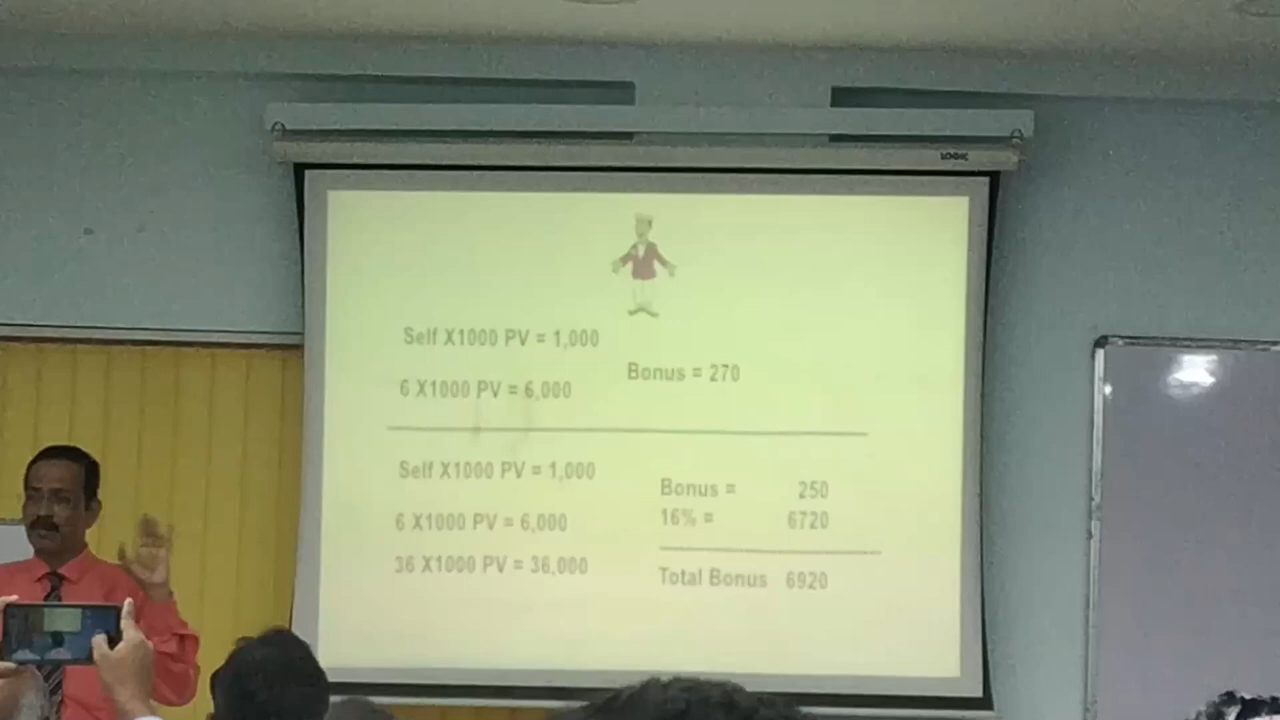 LOGIC
Self X1000 PV = 1,000
Bonus = 270
6 X1000 PV = 6,000
Self X1000 PV = 1,000
Bonus = 250
6 X1000 PV = 6,000
16% = 6720
36 X1000 PV = 36,000
Total Bonus 6920